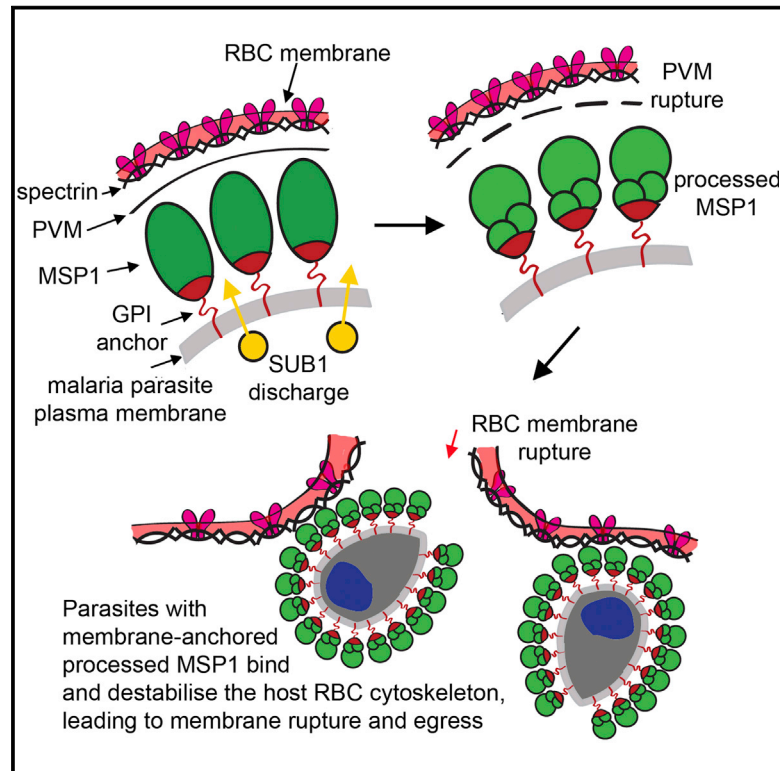 RBC membrane
spectrin
PVM
MSP1
GPI
anchor
malaria parasite
plasma membrane
SUB1
discharge
PVM
rupture
processed
MSP1
RBC membrane
rupture
Parasites with
membrane-anchored
processed MSP1 bind
and destabilise the host RBC cytoskeleton,
leading to membrane rupture and egress